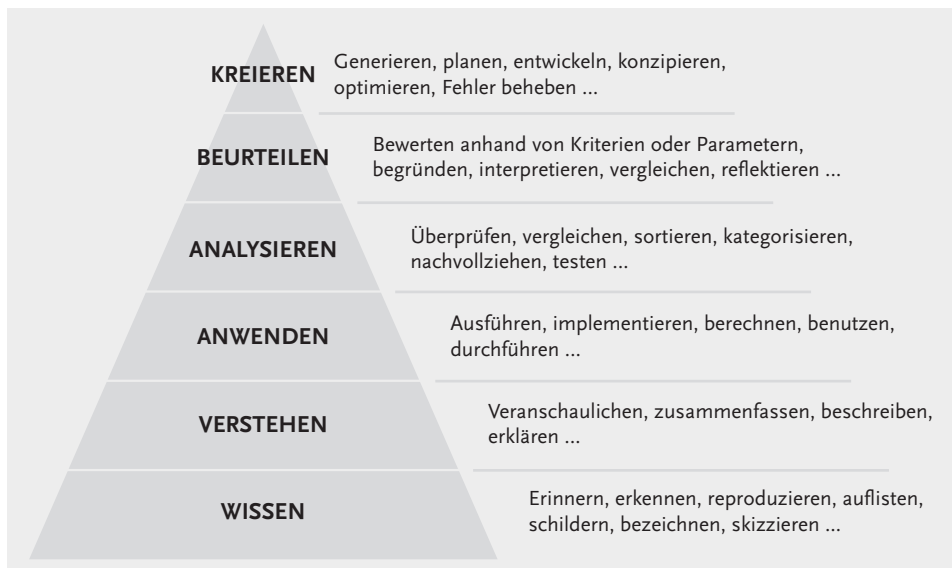 KREIEREN
Generieren, planen, entwickeln, konzipieren,
optimieren, Fehler beheben ...
BEURTEILEN
Bewerten anhand von Kriterien oder Parametern,
begründen, interpretieren, vergleichen, reflektieren ...
ANALYSIEREN
Überprüfen, vergleichen, sortieren, kategorisieren,
nachvollziehen, testen ...
ANWENDEN
Ausführen, implementieren, berechnen, benutzen,
durchführen ...
VERSTEHEN
Veranschaulichen, zusammenfassen, beschreiben,
erklären ...
WISSEN
Erinnern, erkennen, reproduzieren, auflisten,
schildern, bezeichnen, skizzieren ...